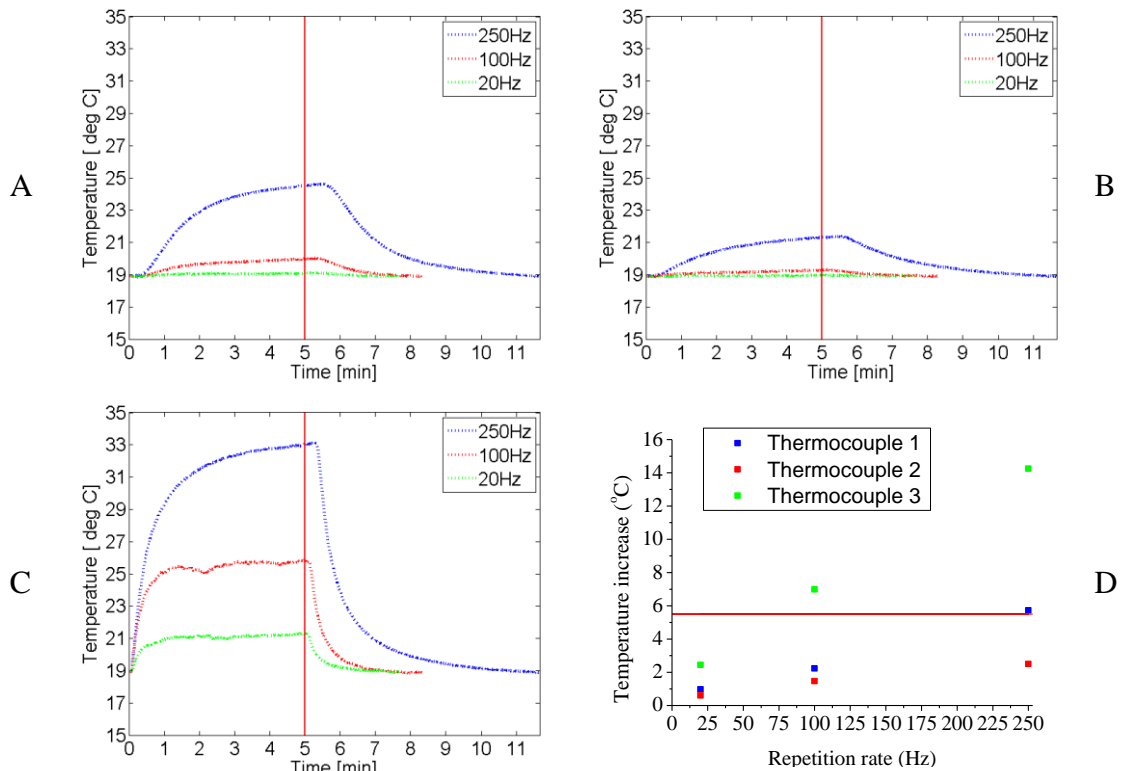 A
Temperature [ deg C]
35
33
31
29
27
25
23
21
19
17
15
250Hz
100Hz
20Hz
0 1 2 3 4 5 6 7 8 9 10 11
Time [min]
B
Temperature [ deg C]
35
33
31
29
27
25
23
21
19
17
15
250Hz
100Hz
20Hz
0 1 2 3 4 5 6 7 8 9 10 11
Time [min]
C
Temperature [ deg C]
35
33
31
29
27
25
23
21
19
17
15
250Hz
100Hz
20Hz
0 1 2 3 4 5 6 7 8 9 10 11
Time [min]
D
Temperature increase (°C)
16
14
12
10
8
6
4
2
0
Thermocouple 1
Thermocouple 2
Thermocouple 3
0 25 50 75 100 125 150 175 200 225 250
Repetition rate (Hz)